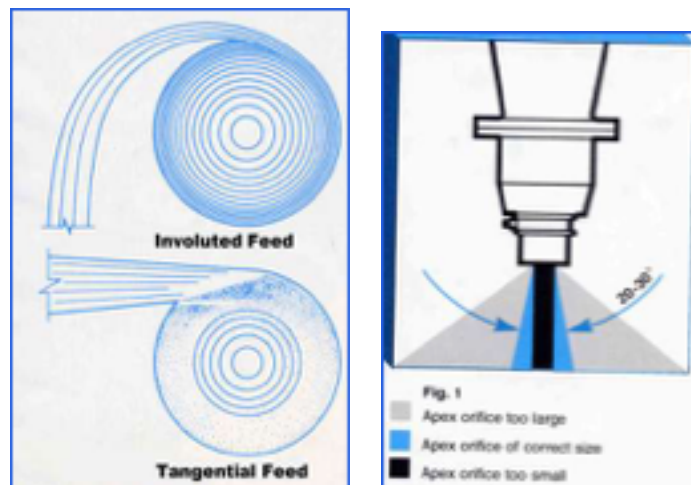 Involuted Feed
Tangential Feed
20-30°
Fig. 1
Apex orifice too large
Apex orifice of correct size
Apex orifice too small